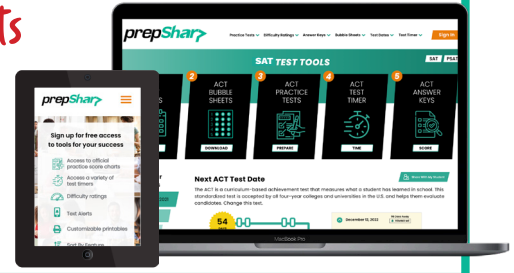 ts
prepSharp
Practice Tests Difficulty Ratings Answer Keys Bubble Sheets Test Dates Test Timer Sign In
SAT TEST TOOLS
SAT PSAT
2 ACT BUBBLE SHEETS DOWNLOAD
3 ACT PRACTICE TESTS PREPARE
4 ACT TEST TIMER TIME
5 ACT ANSWER KEYS SCORE
Next ACT Test Date
The ACT is a curriculum-based achievement test that measures what a student has learned in school. This
standardized test is accepted by all four-year colleges and universities in the U.S. and helps them evaluate
candidates. Change this text.
54
December 10, 2022
MacBook Pro
prepSharp
Sign up for free access
to tools for your success
Access to official
practice score charts
Access a variety of
test timers
Difficulty ratings
Test Alerts
Customizable printables
Sort By Feature